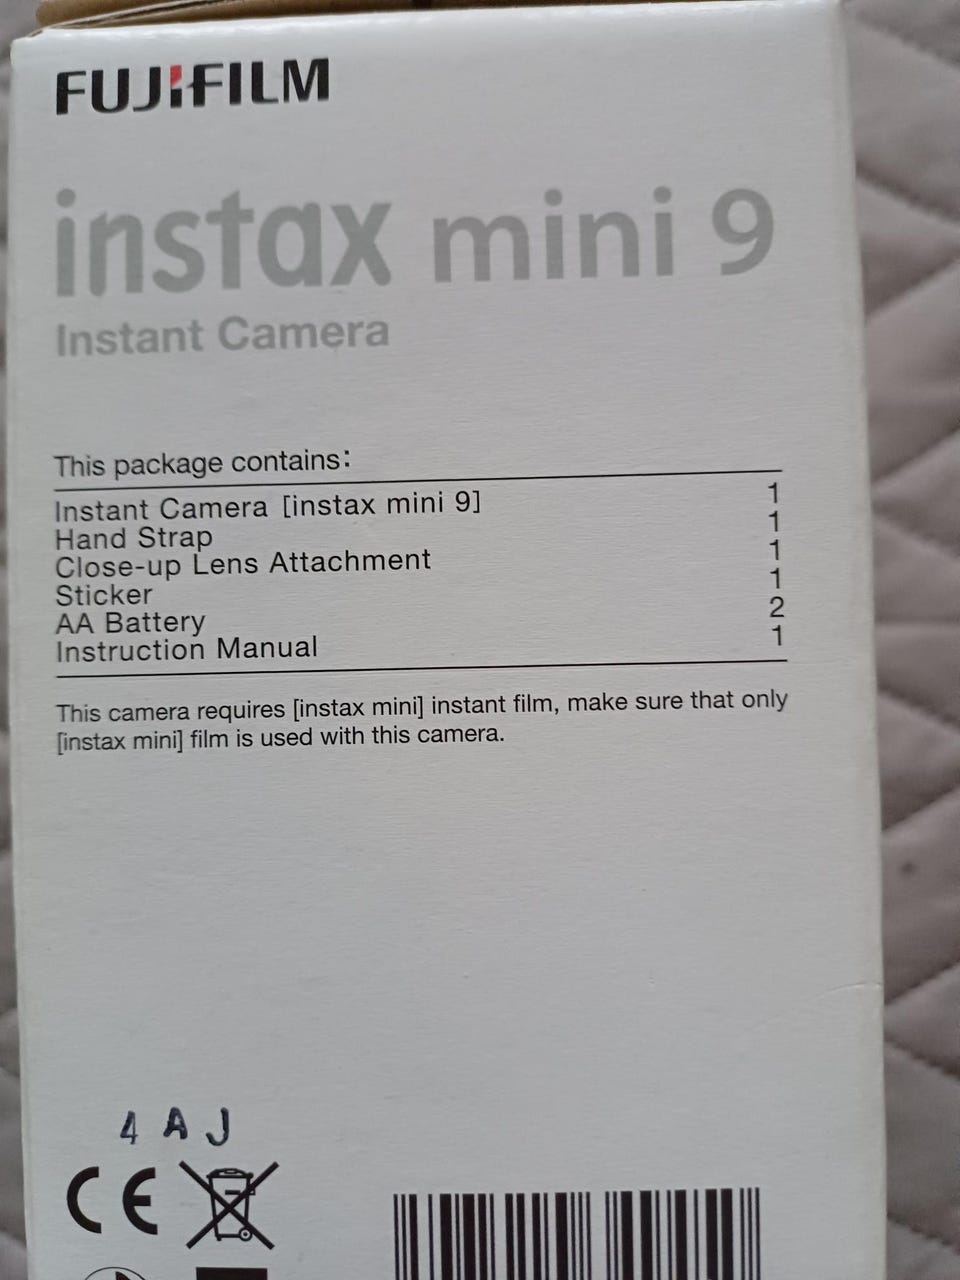 FUJIFILM
instax mini 9
Instant Camera
This package contains:
Instant Camera [instax mini 9] 1
Hand Strap 1
Close-up Lens Attachment 1
Sticker 1
AA Battery 2
Instruction Manual 1
This camera requires [instax mini] instant film, make sure that only
[instax mini] film is used with this camera.
4 A J
CE